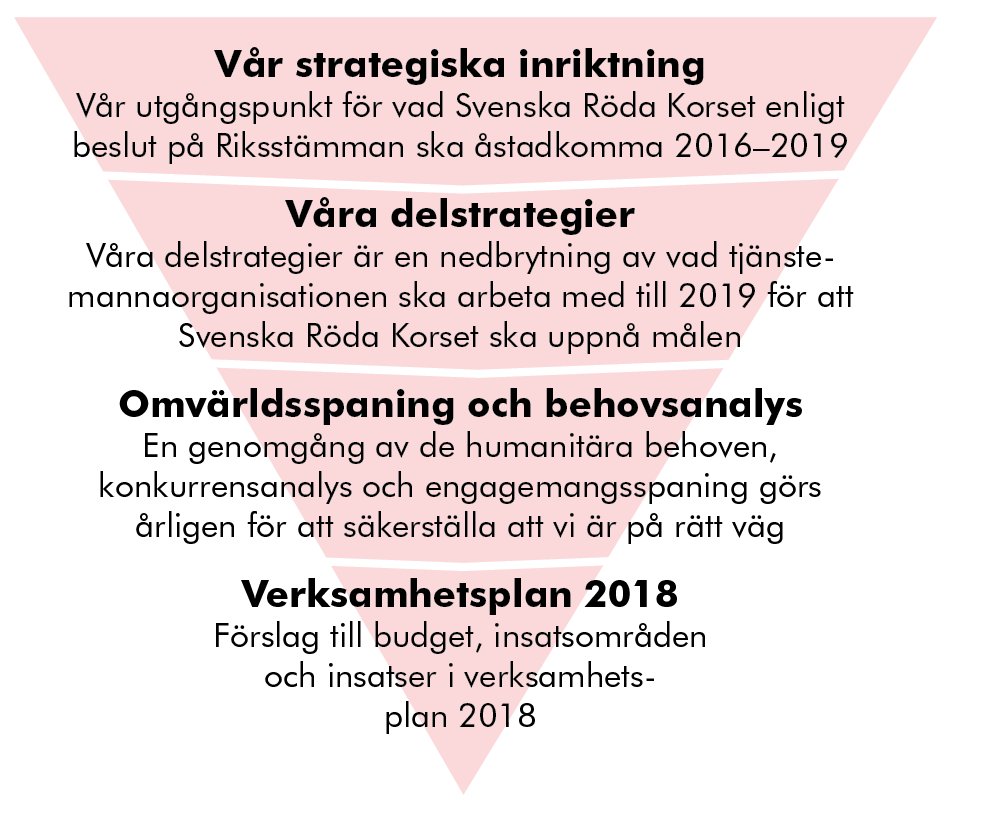 Vår strategiska inriktning
Vår utgångspunkt för vad Svenska Röda Korset enligt
beslut på Riksstämman ska åstadkomma 2016–2019
Våra delstrategier
Våra delstrategier är en nedbrytning av vad tjänste-
mannaorganisationen ska arbeta med till 2019 för att
Svenska Röda Korset ska uppnå målen
Omvärldsspaning och behovsanalys
En genomgång av de humanitära behoven,
konkurrensanalys och engagemangsspaning görs
årligen för att säkerställa att vi är på rätt väg
Verksamhetsplan 2018
Förslag till budget, insatsområden
och insatser i verksamhets-
plan 2018